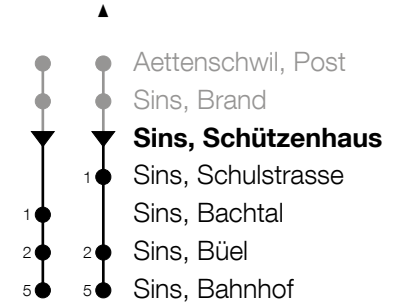 Aettenschwil, Post
Sins, Brand
Sins, Schützenhaus
1 Sins, Schulstrasse
1 Sins, Bachtal
2 2 Sins, Büel
5 5 Sins, Bahnhof